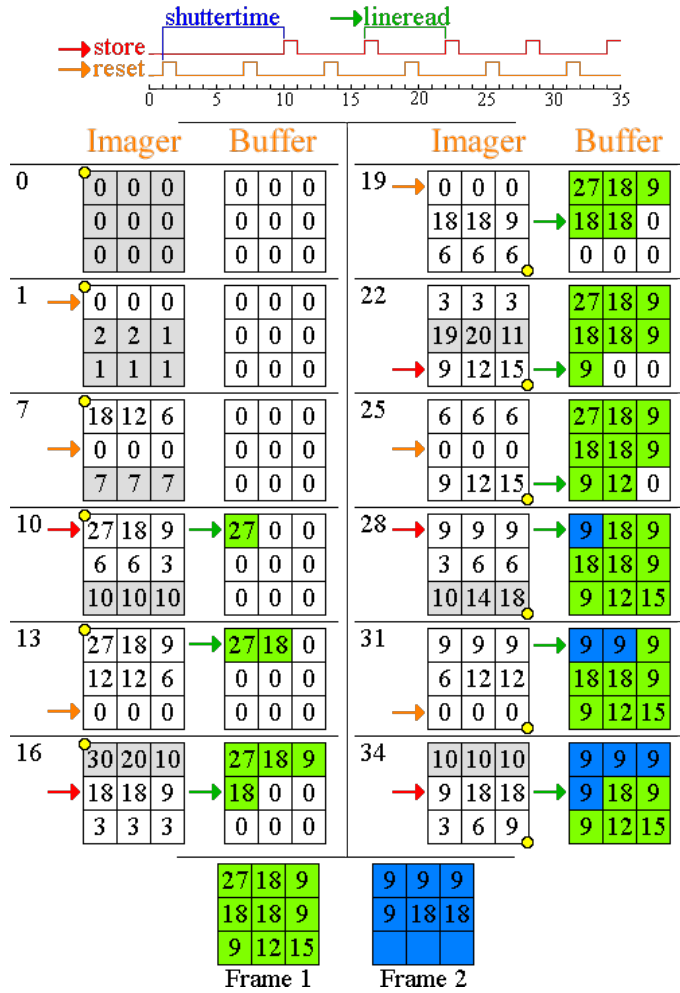 shuttertime lineread
store
reset
0 5 10 15 20 25 30 35
Imager Buffer Imager Buffer
0
0 0 0 0 0 0
0 0 0 0 0 0
0 0 0 0 0 0
1
0 0 0 0 0 0
2 2 1 0 0 0
1 1 1 0 0 0
7
18 12 6 0 0 0
0 0 0 0 0 0
7 7 7 0 0 0
10
27 18 9 27 0 0
6 6 3 0 0 0
10 10 10 0 0 0
13
27 18 9 27 18 0
12 12 6 0 0 0
0 0 0 0 0 0
16
30 20 10 27 18 9
18 18 9 18 0 0
3 3 3 0 0 0
19
0 0 0 27 18 9
18 18 9 18 18 0
6 6 6 0 0 0
22
3 3 3 27 18 9
19 20 11 18 18 9
9 12 15 9 0 0
25
6 6 6 27 18 9
0 0 0 18 18 9
9 12 15 9 12 0
28
9 9 9 9 18 9
3 6 6 18 18 9
10 14 18 9 12 15
31
9 9 9 9 9 9
6 12 12 18 18 9
0 0 0 9 12 15
34
10 10 10 9 9 9
9 18 18 9 18 9
3 6 9 9 12 15
27 18 9 9 9 9
18 18 9 9 18 18
9 12 15
Frame 1 Frame 2